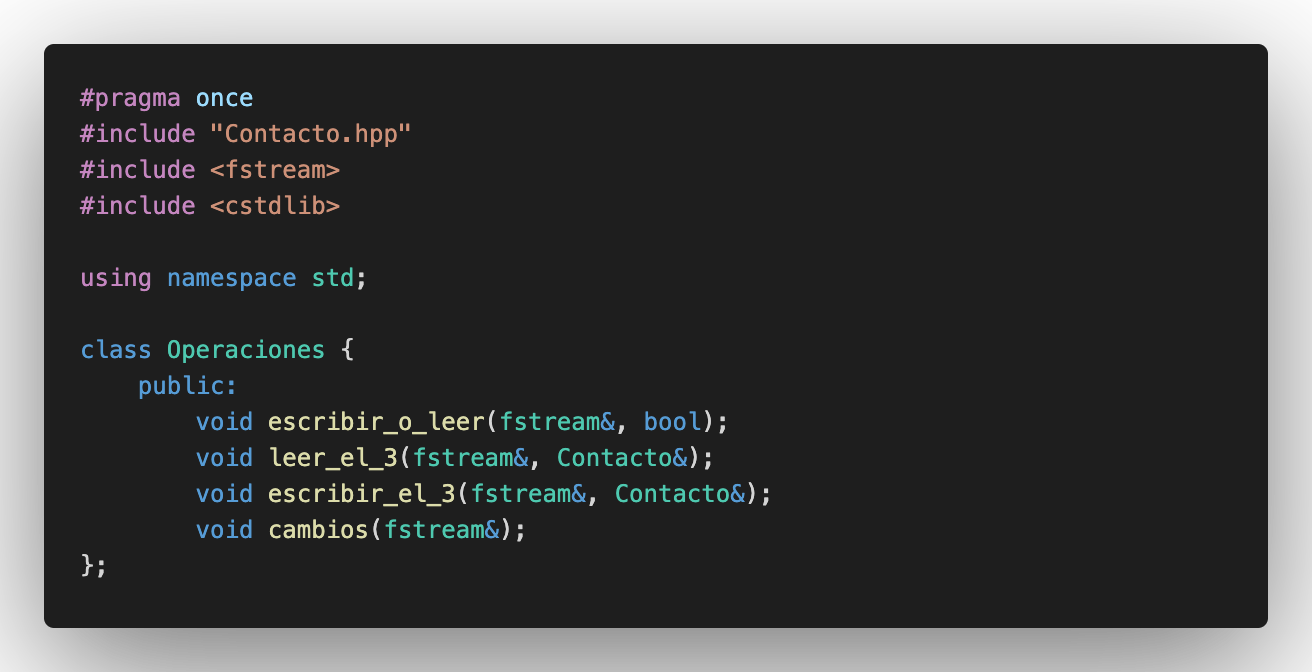 #pragma once
#include "Contacto.hpp"
#include <fstream>
#include <cstdlib>

using namespace std;

class Operaciones {
    public:
        void escribir_o_leer(fstream&, bool);
        void leer_el_3(fstream&, Contacto&);
        void escribir_el_3(fstream&, Contacto&);
        void cambios(fstream&);
};